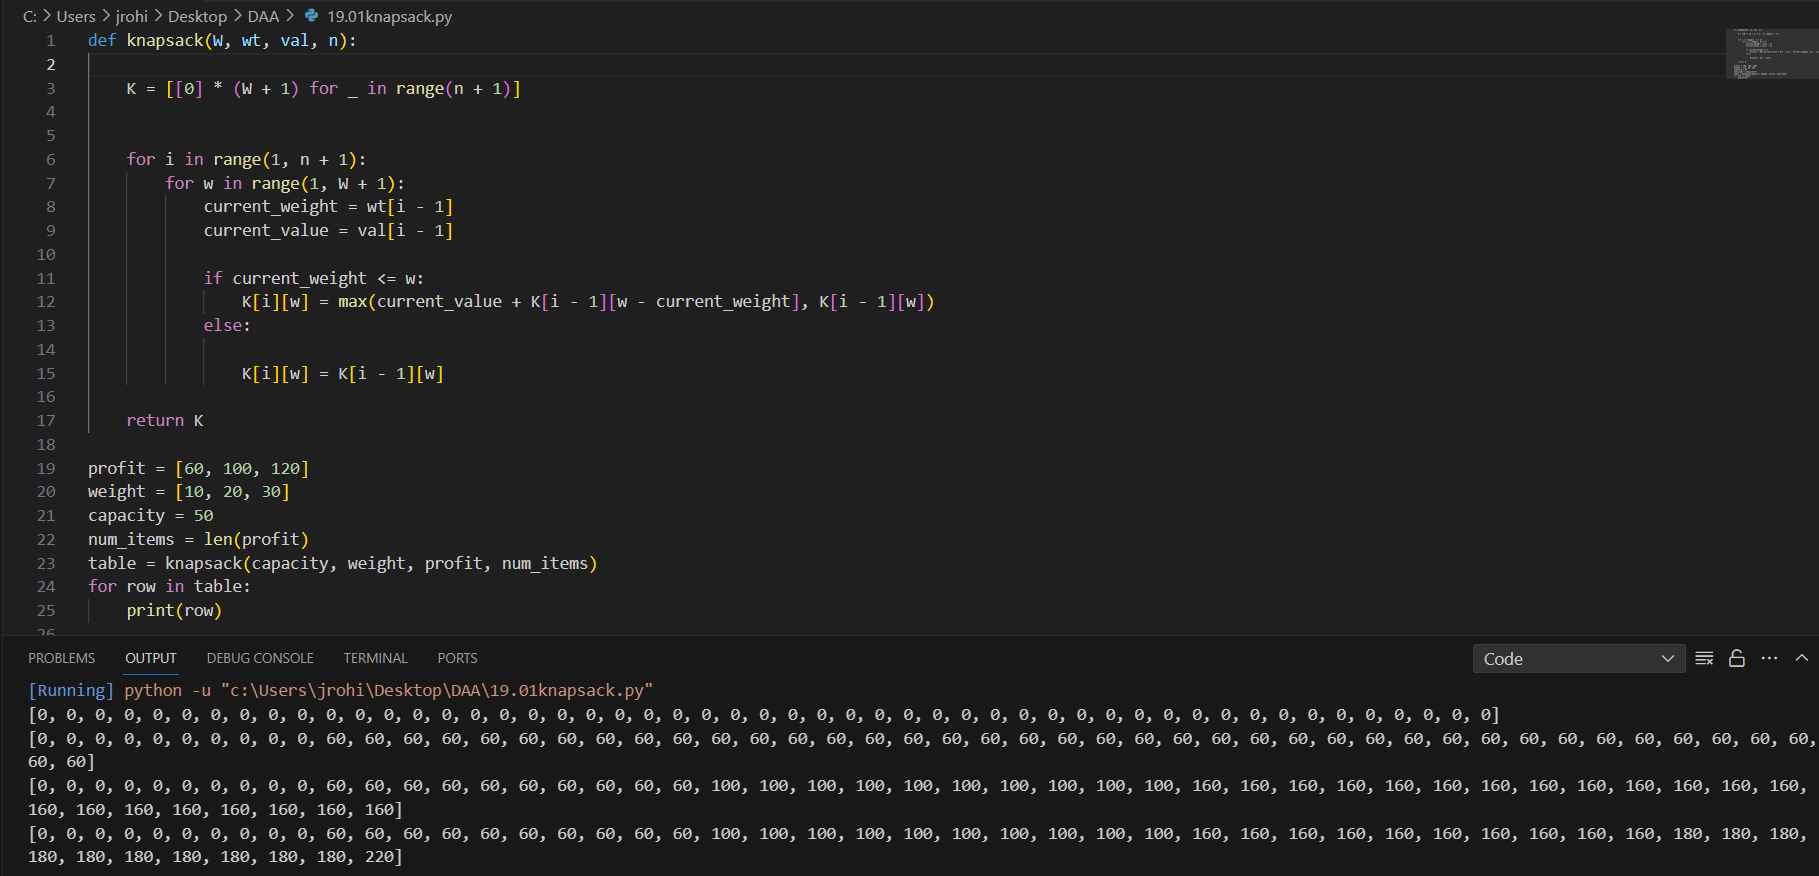 C: > Users > jrohi > Desktop > DAA > 19.01knapsack.py
1 def knapsack(W, wt, val, n):
2
3 K = [[0] * (W + 1) for _ in range(n + 1)]
4
5
6 for i in range(1, n + 1):
7 for w in range(1, W + 1):
8 current_weight = wt[i - 1]
9 current_value = val[i - 1]
10
11 if current_weight <= w:
12 K[i][w] = max(current_value + K[i - 1][w - current_weight], K[i - 1][w])
13 else:
14
15 K[i][w] = K[i - 1][w]
16
17 return K
18
19 profit = [60, 100, 120]
20 weight = [10, 20, 30]
21 capacity = 50
22 num_items = len(profit)
23 table = knapsack(capacity, weight, profit, num_items)
24 for row in table:
25 print(row)
26
PROBLEMS OUTPUT DEBUG CONSOLE TERMINAL PORTS Code
[Running] python -u "c:\Users\jrohi\Desktop\DAA\19.01knapsack.py"
[0, 0, 0, 0, 0, 0, 0, 0, 0, 0, 0, 0, 0, 0, 0, 0, 0, 0, 0, 0, 0, 0, 0, 0, 0, 0, 0, 0, 0, 0, 0, 0, 0, 0, 0, 0, 0, 0, 0, 0, 0, 0, 0, 0, 0, 0, 0, 0, 0, 0, 0]
[0, 0, 0, 0, 0, 0, 0, 0, 0, 0, 60, 60, 60, 60, 60, 60, 60, 60, 60, 60, 60, 60, 60, 60, 60, 60, 60, 60, 60, 60, 60, 60, 60, 60, 60, 60, 60, 60, 60, 60, 60, 60, 60, 60, 60, 60, 60, 60, 60,
60, 60]
[0, 0, 0, 0, 0, 0, 0, 0, 0, 0, 60, 60, 60, 60, 60, 60, 60, 60, 60, 60, 100, 100, 100, 100, 100, 100, 100, 100, 100, 100, 160, 160, 160, 160, 160, 160, 160, 160, 160, 160, 160, 160, 160,
160, 160, 160, 160, 160, 160, 160, 160]
[0, 0, 0, 0, 0, 0, 0, 0, 0, 0, 60, 60, 60, 60, 60, 60, 60, 60, 60, 60, 100, 100, 100, 100, 100, 100, 100, 100, 100, 100, 160, 160, 160, 160, 160, 160, 160, 160, 160, 160, 180, 180, 180,
180, 180, 180, 180, 180, 180, 180, 220]